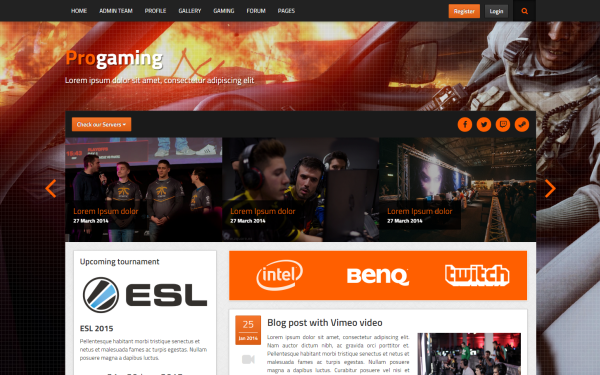 HOME ADMIN TEAM PROFILE GALLERY GAMING FORUM PAGES Register Login
Progaming
Lorem ipsum dolor sit amet, consectetur adipiscing elit
Check our Servers
Lorem Ipsum dolor Lorem Ipsum dolor Lorem Ipsum dolor
27 March 2014 27 March 2014 27 March 2014
Upcoming tournament
ESL
ESL 2015
Pellentesque habitant morbi tristique senectus et
netus et malesuada fames ac turpis egestas. Nullam
posuere magna a dapibus luctus.
intel BenQ twitch
25
Jan 2014
Blog post with Vimeo video
Lorem ipsum dolor sit amet, consectetur adipiscing elit.
Nam auctor dictum nibh, ac gravida orci porttitor et.
Pellentesque habitant morbi tristique senectus et netus
et malesuada fames ac turpis egestas. Nullam posuere
magna a dapibus luctus. Curabitur posuere vel nisl ac